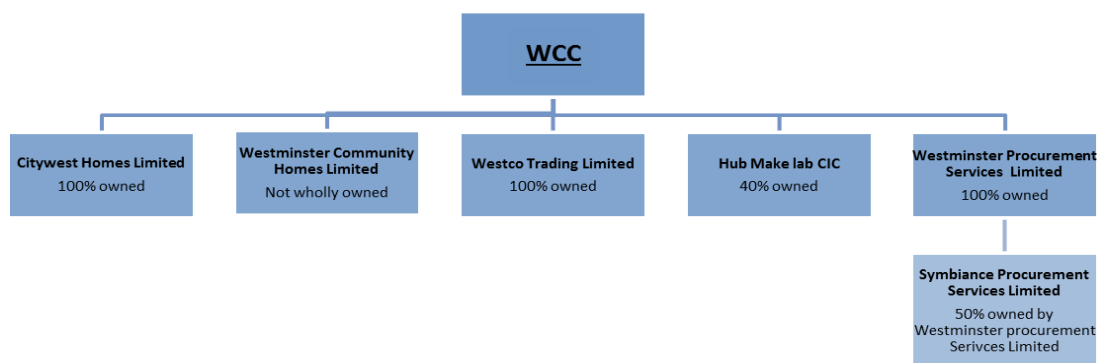 WCC
Citywest Homes Limited
100% owned
Westminster Community
Homes Limited
Not wholly owned
Westco Trading Limited
100% owned
Hub Make lab CIC
40% owned
Westminster Procurement
Services Limited
100% owned
Symbiance Procurement
Services Limited
50% owned by
Westminster procurement
Serivces Limited